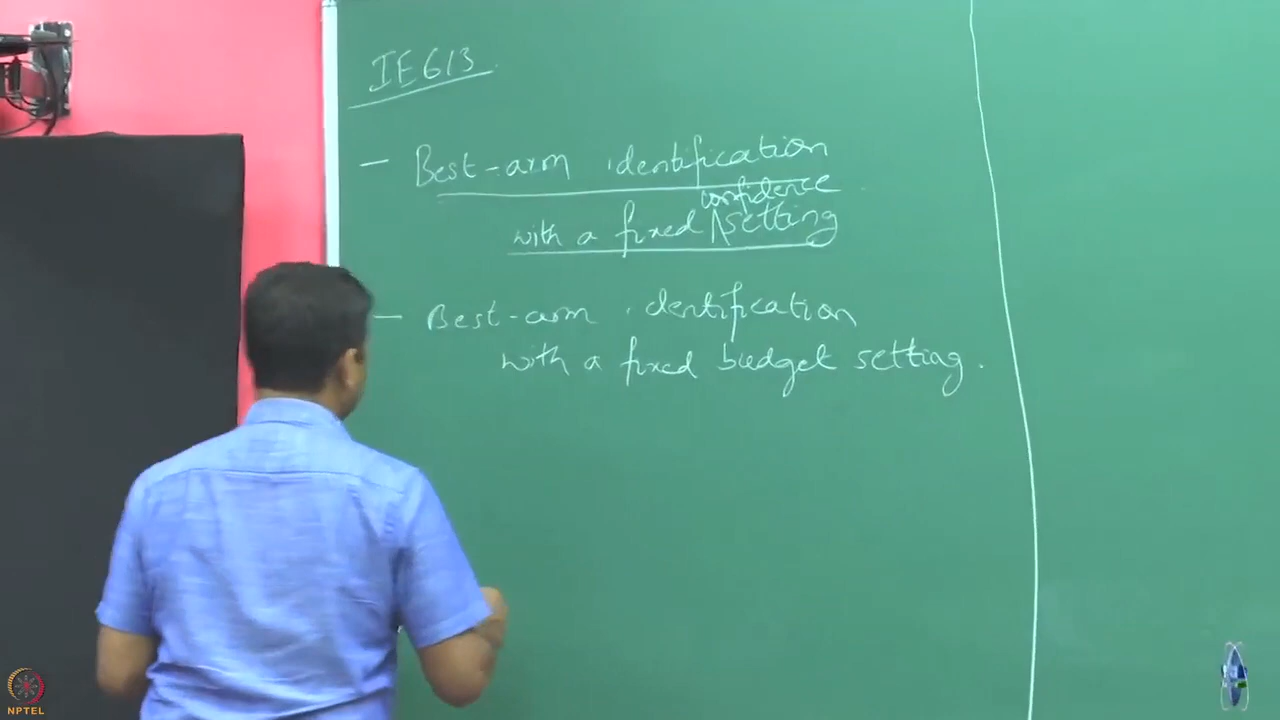 IE613
- Best-arm identification
confidence
with a fixed ∧ setting
- Best-arm identification
with a fixed budget setting.
NPTEL